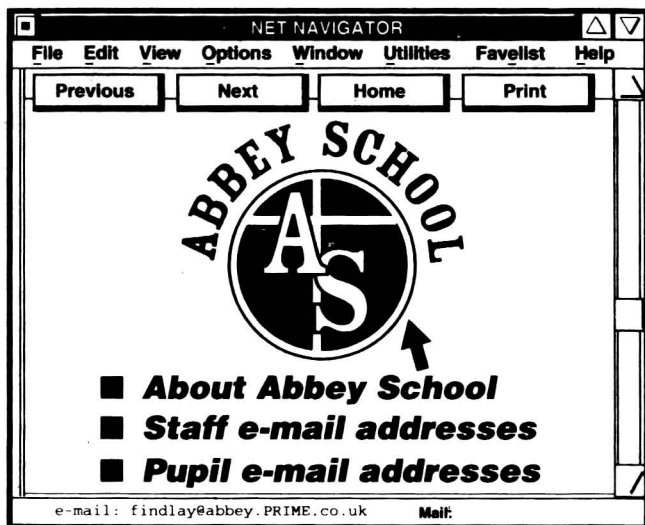 NET NAVIGATOR
File Edit View Options Window Utilities Favelist Help
Previous Next Home Print
ABBEY SCHOOL
AS
About Abbey School
Staff e-mail addresses
Pupil e-mail addresses
e-mail: findlay@abbey.PRIME.co.uk Mail: